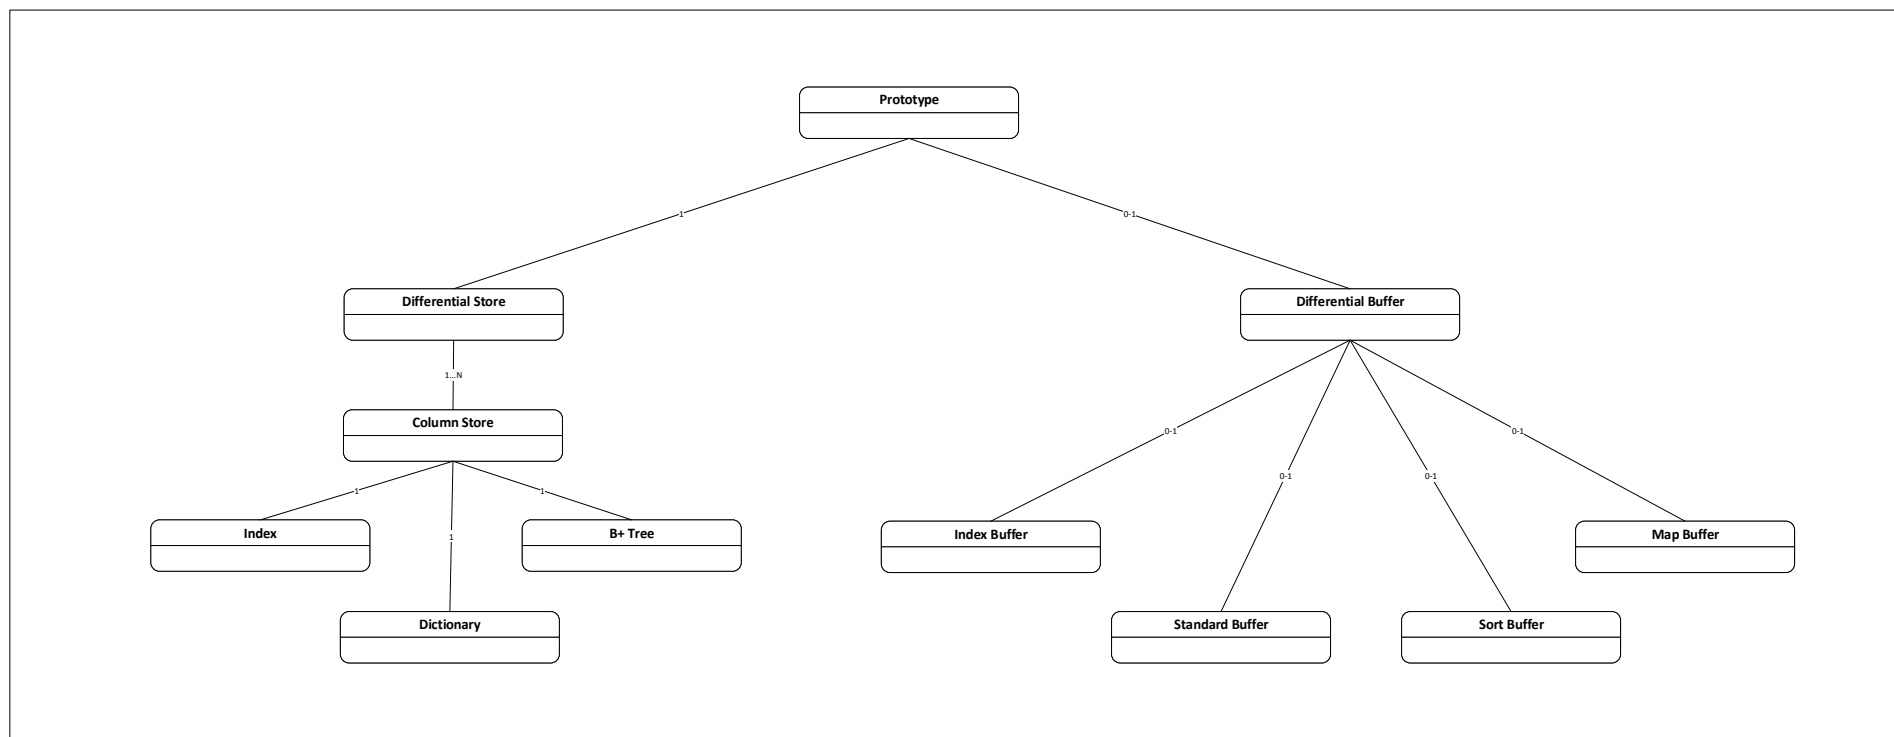 Prototype
1
0-1
Differential Store
Differential Buffer
1...N
Column Store
0-1
0-1
0-1
0-1
1
1
1
Index
B+ Tree
Index Buffer
Map Buffer
Dictionary
Standard Buffer
Sort Buffer